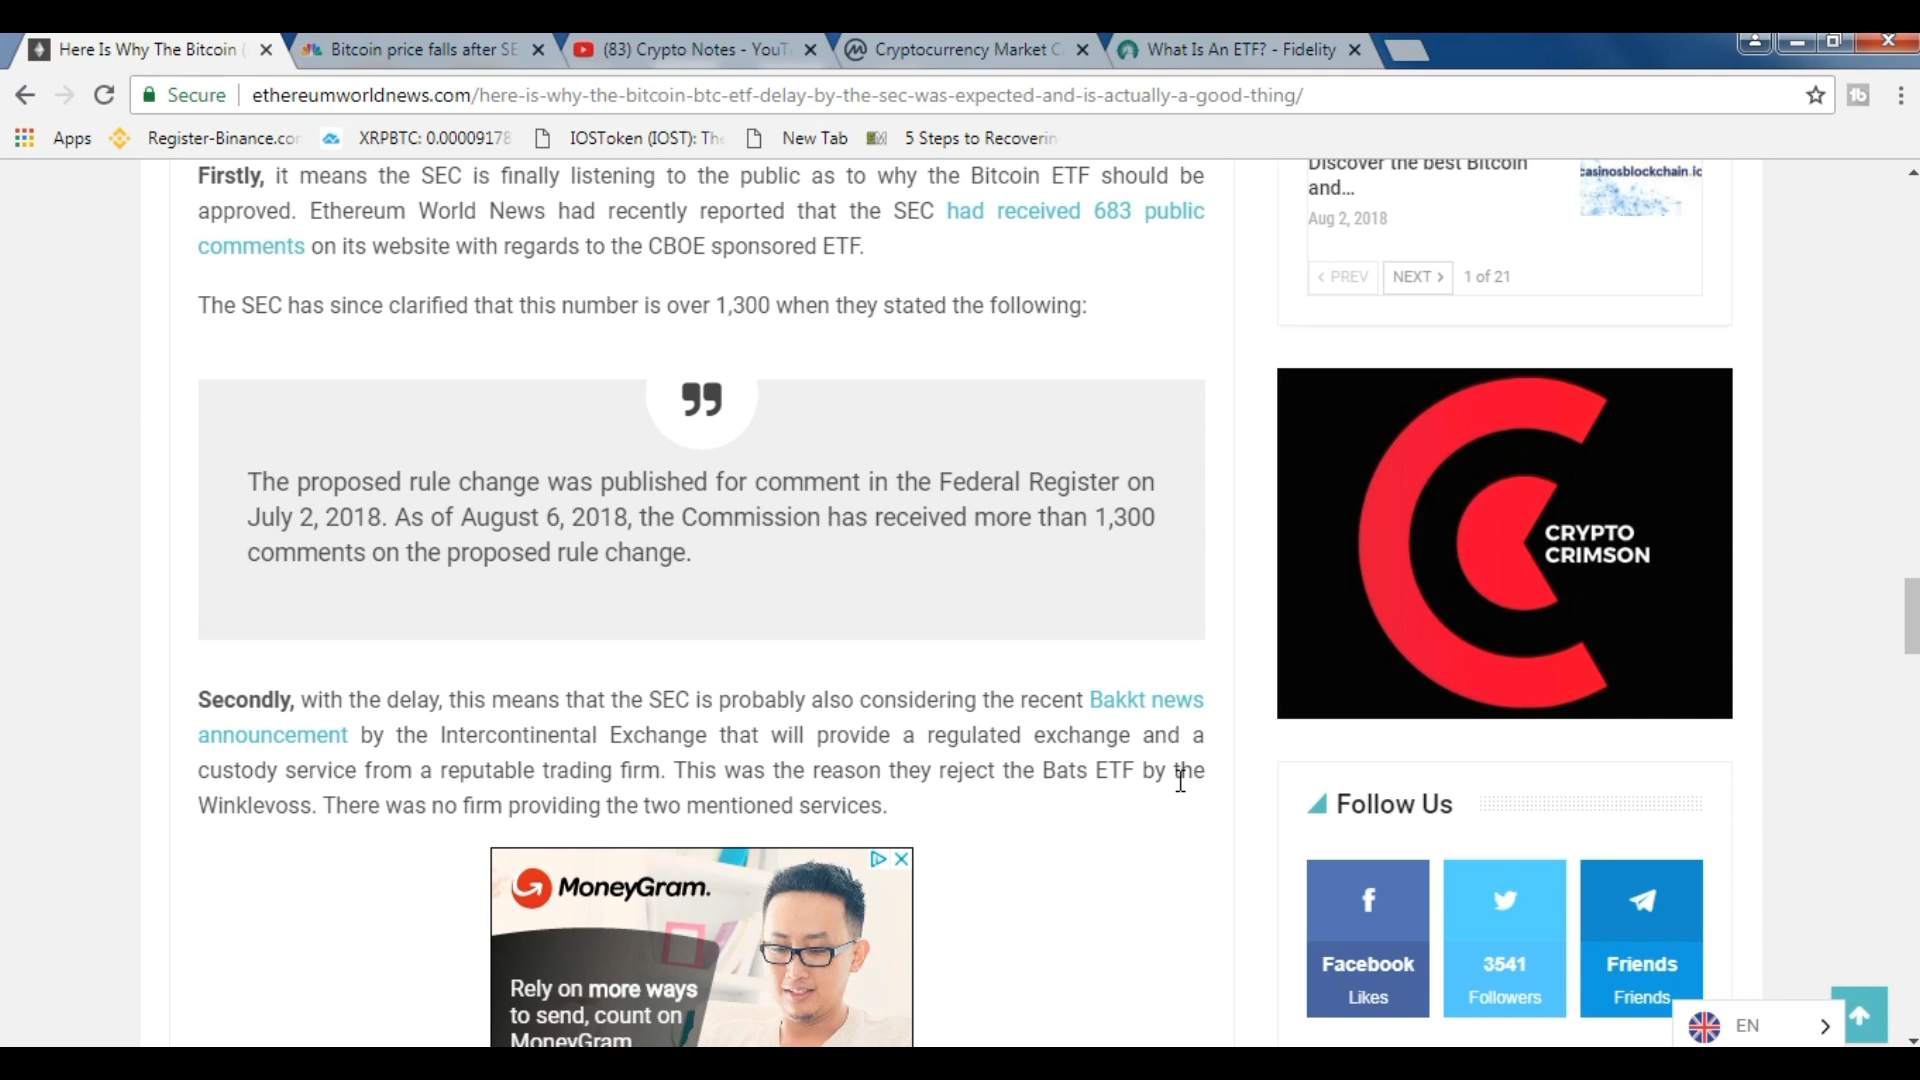 Here Is Why The Bitcoin (
Bitcoin price falls after SE
(83) Crypto Notes - YouT
Cryptocurrency Market C
What Is An ETF? - Fidelity
Secure
ethereumworldnews.com/here-is-why-the-bitcoin-btc-etf-delay-by-the-sec-was-expected-and-is-actually-a-good-thing/
Apps
Register-Binance.cor
XRPBTC: 0.00009178
IOSToken (IOST): The
New Tab
5 Steps to Recoverin
Firstly, it means the SEC is finally listening to the public as to why the Bitcoin ETF should be
approved. Ethereum World News had recently reported that the SEC had received 683 public
comments on its website with regards to the CBOE sponsored ETF.
The SEC has since clarified that this number is over 1,300 when they stated the following:
The proposed rule change was published for comment in the Federal Register on
July 2, 2018. As of August 6, 2018, the Commission has received more than 1,300
comments on the proposed rule change.
Secondly, with the delay, this means that the SEC is probably also considering the recent Bakkt news
announcement by the Intercontinental Exchange that will provide a regulated exchange and a
custody service from a reputable trading firm. This was the reason they reject the Bats ETF by the
Winklevoss. There was no firm providing the two mentioned services.
MoneyGram.
Rely on more ways
to send, count on
MoneyGram
Discover the best Bitcoin
and...
Aug 2, 2018
casinosblockchain.io
PREV
NEXT
1 of 21
CRYPTO
CRIMSON
Follow Us
Facebook
Likes
3541
Followers
Friends
Friends
EN